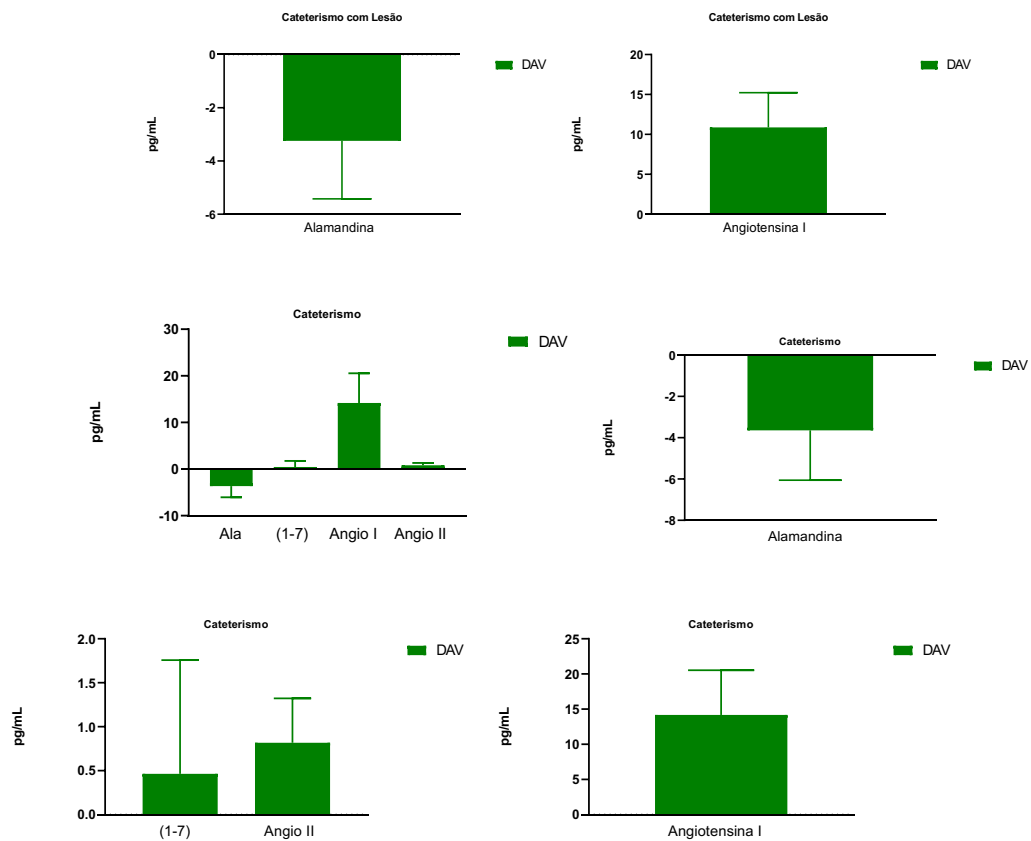 Cateterismo com Lesão
0
-2
-4
-6
pg/mL
Alamandina
DAV
Cateterismo com Lesão
20
15
10
5
0
pg/mL
Angiotensina I
DAV
Cateterismo
30
20
10
0
-10
pg/mL
Ala (1-7) Angio I Angio II
DAV
Cateterismo
0
-2
-4
-6
-8
pg/mL
Alamandina
DAV
Cateterismo
2.0
1.5
1.0
0.5
0.0
pg/mL
(1-7) Angio II
DAV
Cateterismo
25
20
15
10
5
0
pg/mL
Angiotensina I
DAV